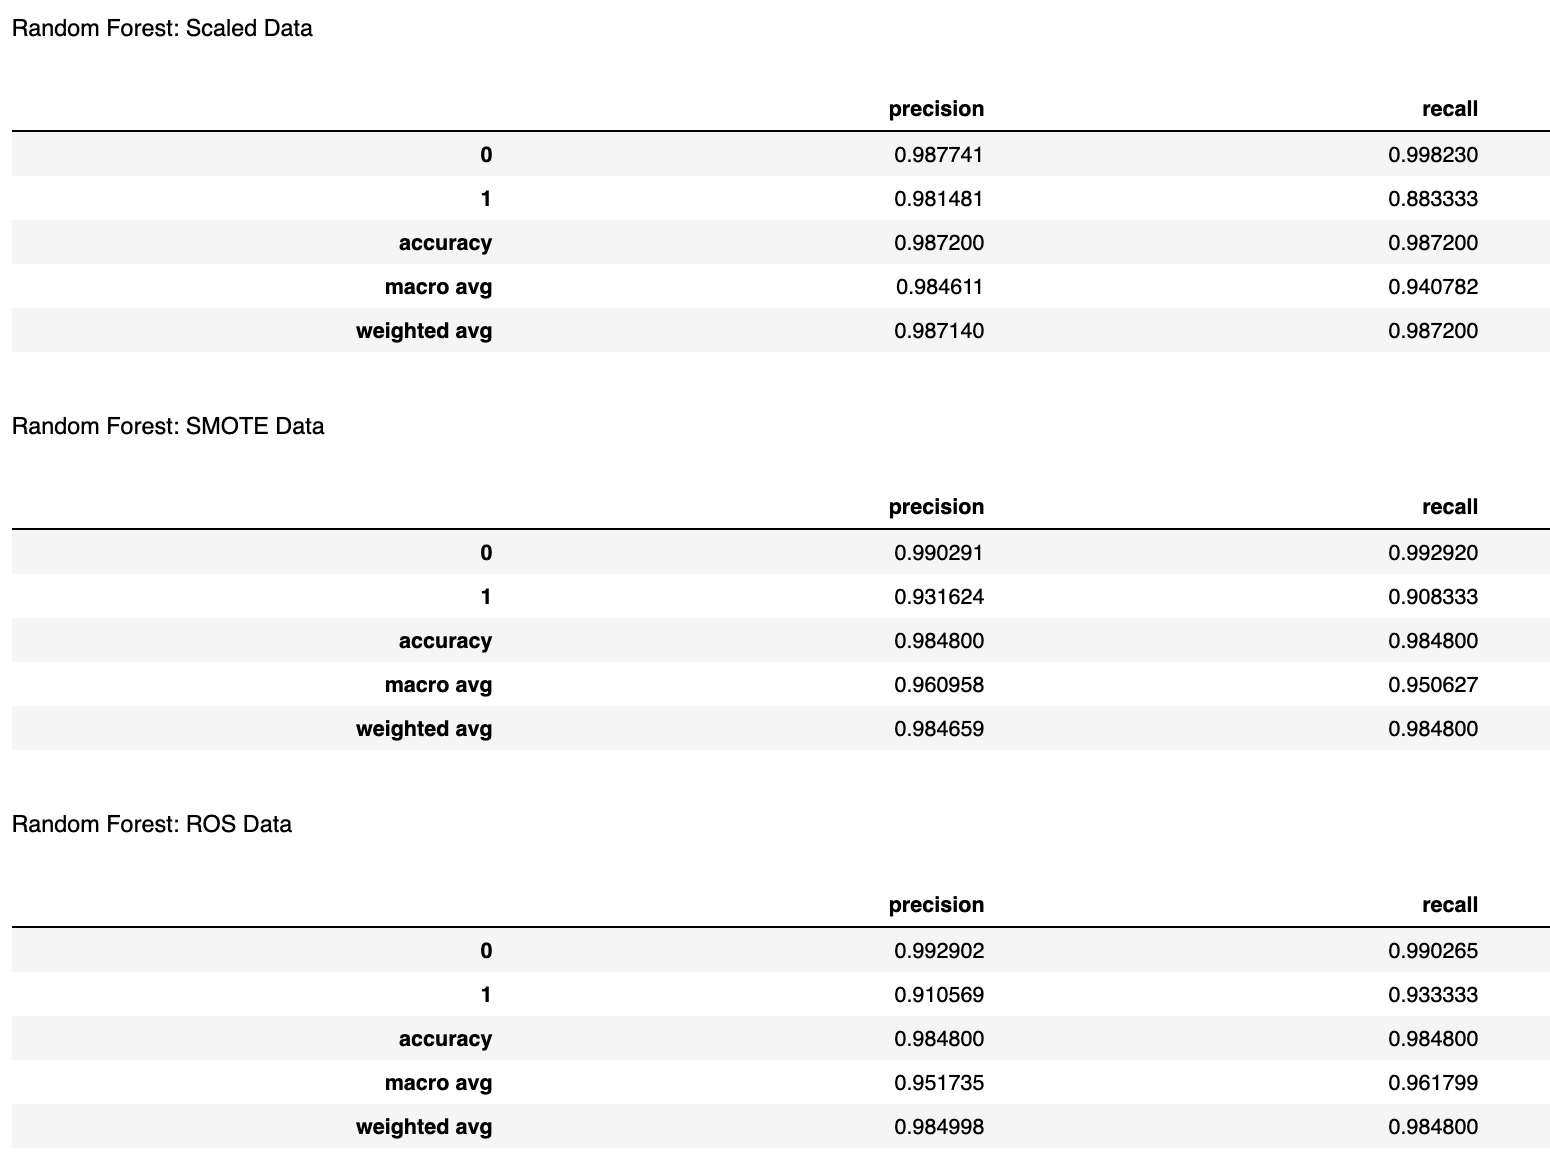 Random Forest: Scaled Data
precision recall
0 0.987741 0.998230
1 0.981481 0.883333
accuracy 0.987200 0.987200
macro avg 0.984611 0.940782
weighted avg 0.987140 0.987200
Random Forest: SMOTE Data
precision recall
0 0.990291 0.992920
1 0.931624 0.908333
accuracy 0.984800 0.984800
macro avg 0.960958 0.950627
weighted avg 0.984659 0.984800
Random Forest: ROS Data
precision recall
0 0.992902 0.990265
1 0.910569 0.933333
accuracy 0.984800 0.984800
macro avg 0.951735 0.961799
weighted avg 0.984998 0.984800